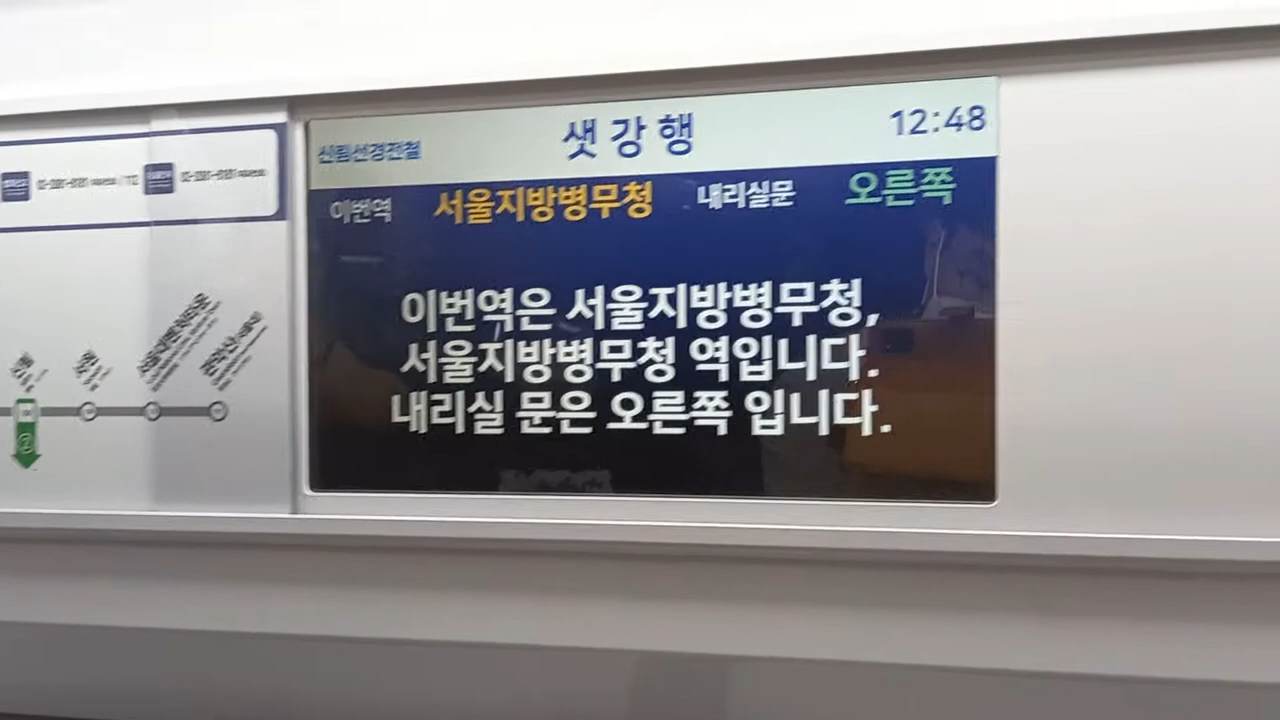 신림선경전철 샛강행 12:48
이번역 서울지방병무청 내리실문 오른쪽
이번역은 서울지방병무청,
서울지방병무청 역입니다.
내리실 문은 오른쪽 입니다.